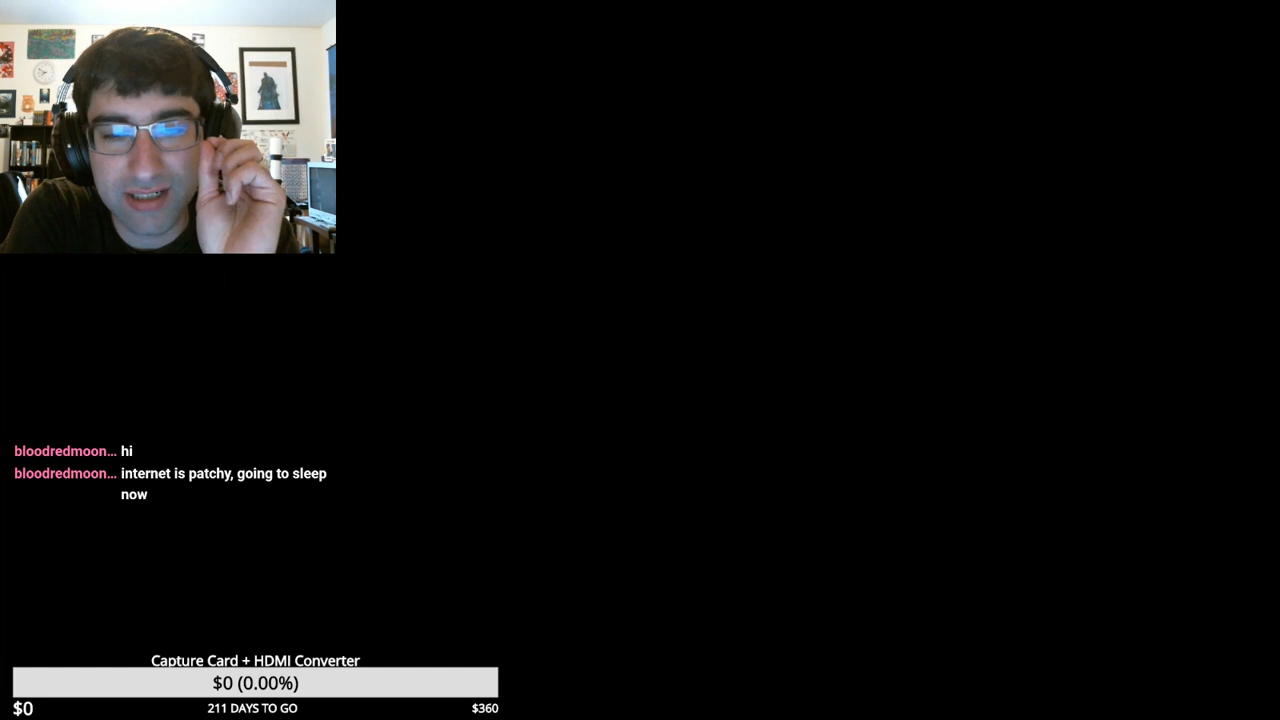 bloodredmoon… hi
bloodredmoon… internet is patchy, going to sleep
now
Capture Card + HDMI Converter
$0 (0.00%)
$0 211 DAYS TO GO $360